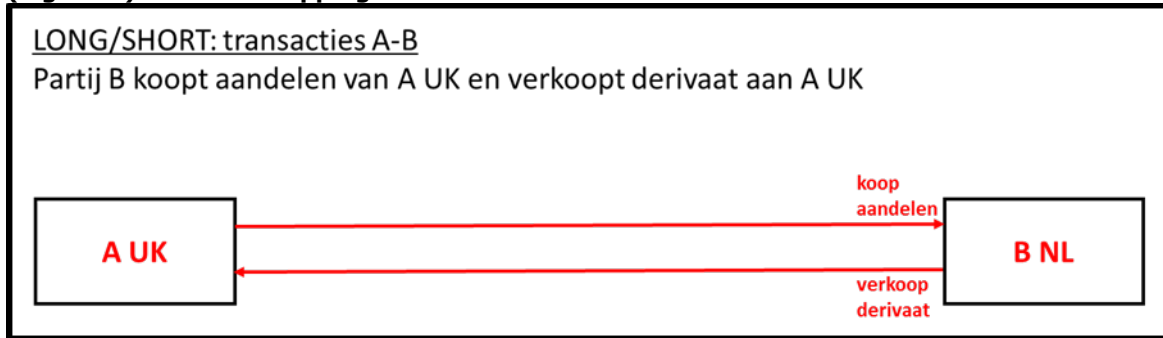 LONG/SHORT: transacties A-B
Partij B koopt aandelen van A UK en verkoopt derivaat aan A UK
koop
aandelen
A UK
B NL
verkoop
derivaat